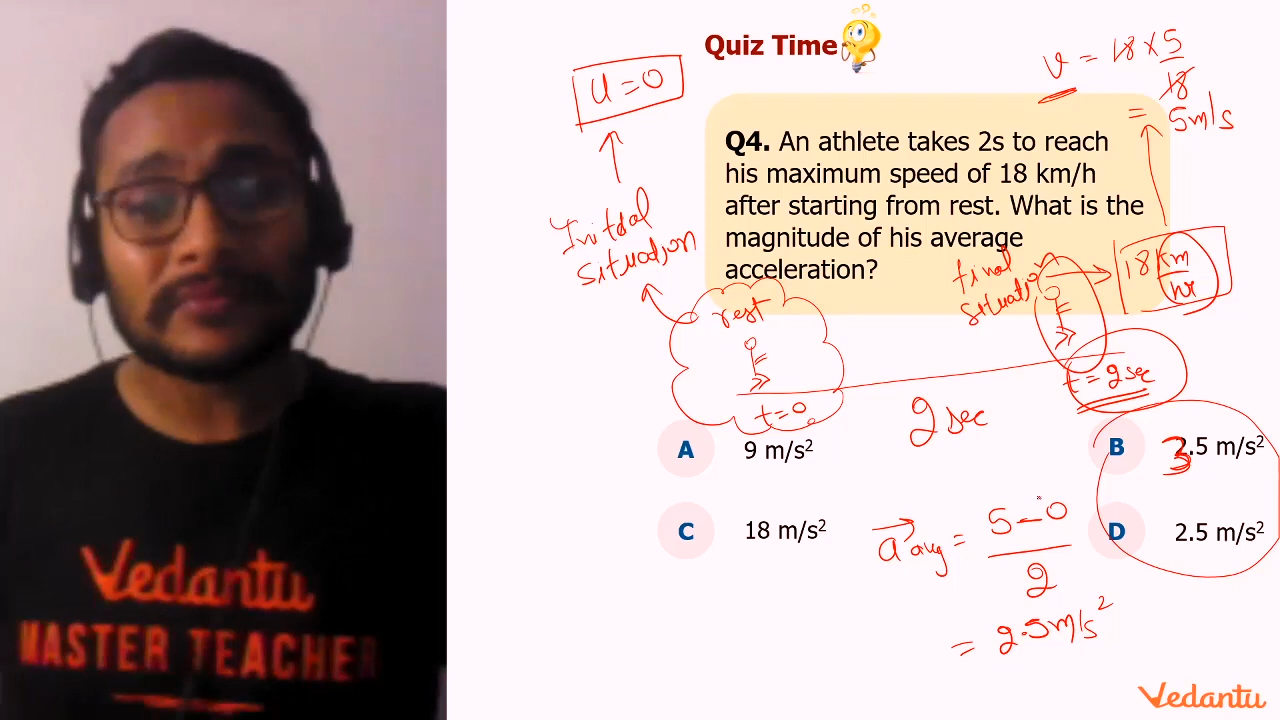 Quiz Time
u = 0
v = 18 × 5
18
= 5m/s
Q4. An athlete takes 2s to reach
his maximum speed of 18 km/h
after starting from rest. What is the
magnitude of his average
acceleration?
Initial
situation
final
situation
18 km
hr
rest
t=0
t = 2 sec
2 sec
A 9 m/s²
B 2.5 m/s²
3
C 18 m/s²
D 2.5 m/s²
a avg = 5 - 0
2
= 2.5 m/s²
Vedantu
MASTER TEACHER
Vedantu